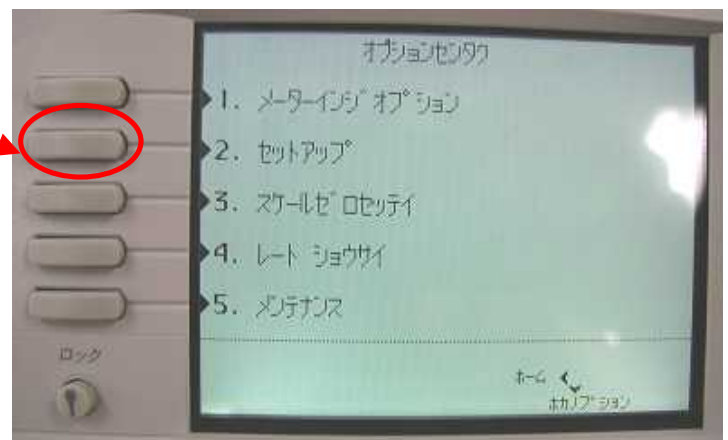 オプションセンタク
1. メーターインジ オプション
2. セットアップ
3. スケールゼロセッテイ
4. レート ショウサイ
5. メンテナンス
ロック
ホーム
ホカノプション